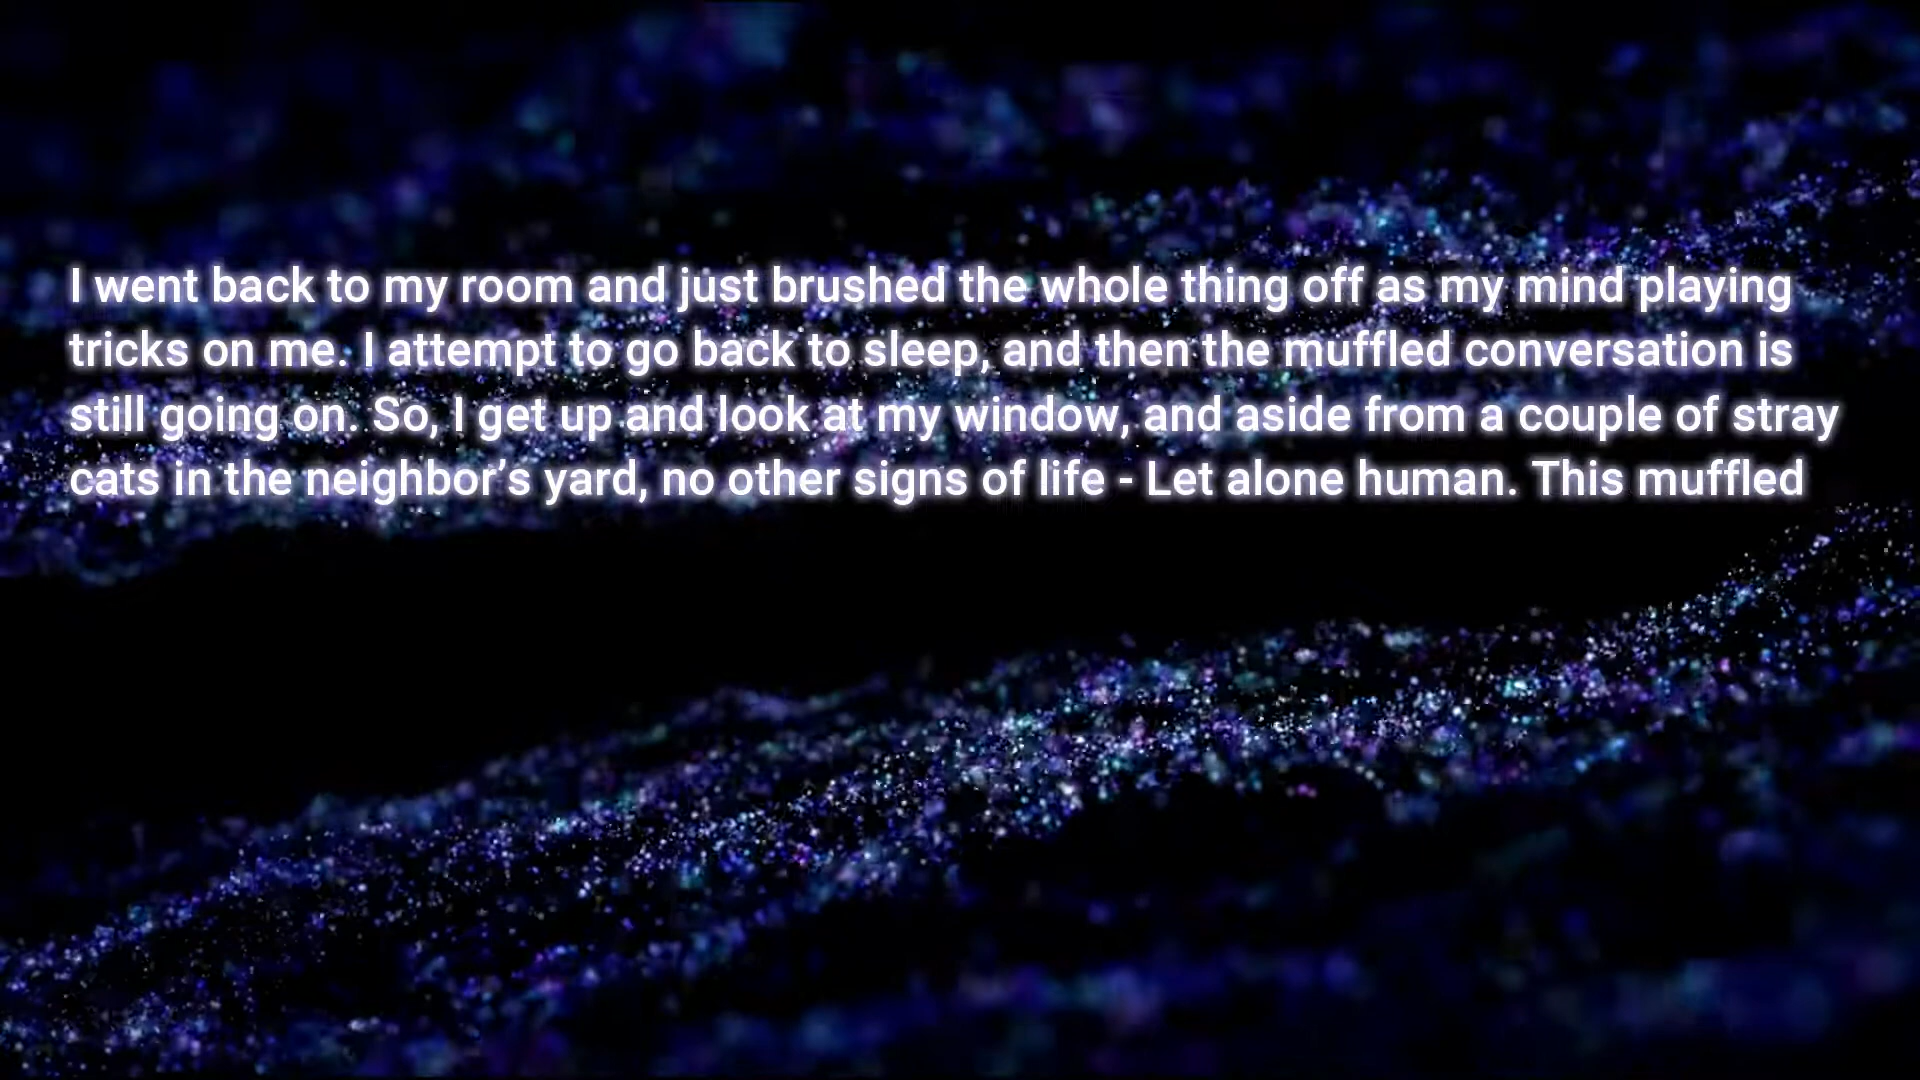 I went back to my room and just brushed the whole thing off as my mind playing
tricks on me. I attempt to go back to sleep, and then the muffled conversation is
still going on. So, I get up and look at my window, and aside from a couple of stray
cats in the neighbor’s yard, no other signs of life - Let alone human. This muffled